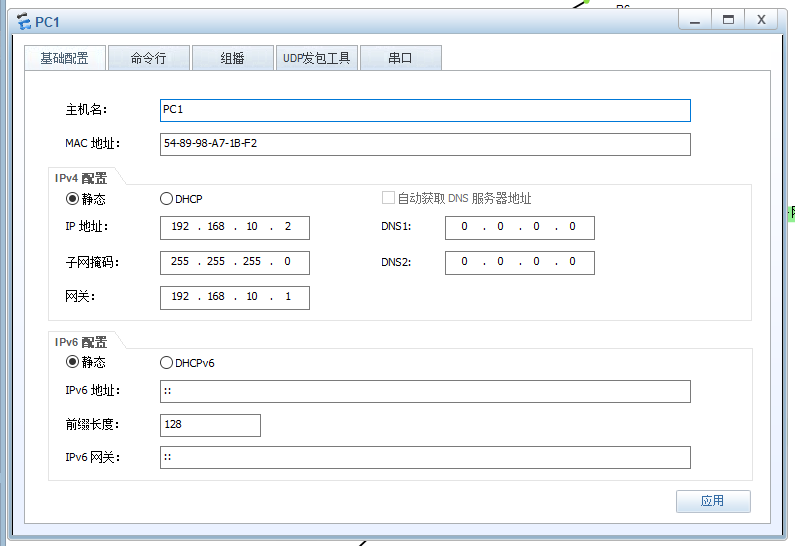 PC1
基础配置 命令行 组播 UDP发包工具 串口
主机名： PC1
MAC 地址： 54-89-98-A7-1B-F2
IPv4 配置
静态 DHCP 自动获取 DNS 服务器地址
IP 地址： 192 . 168 . 10 . 2 DNS1: 0 . 0 . 0 . 0
子网掩码： 255 . 255 . 255 . 0 DNS2: 0 . 0 . 0 . 0
网关： 192 . 168 . 10 . 1
IPv6 配置
静态 DHCPv6
IPv6 地址： ::
前缀长度： 128
IPv6 网关： ::
应用